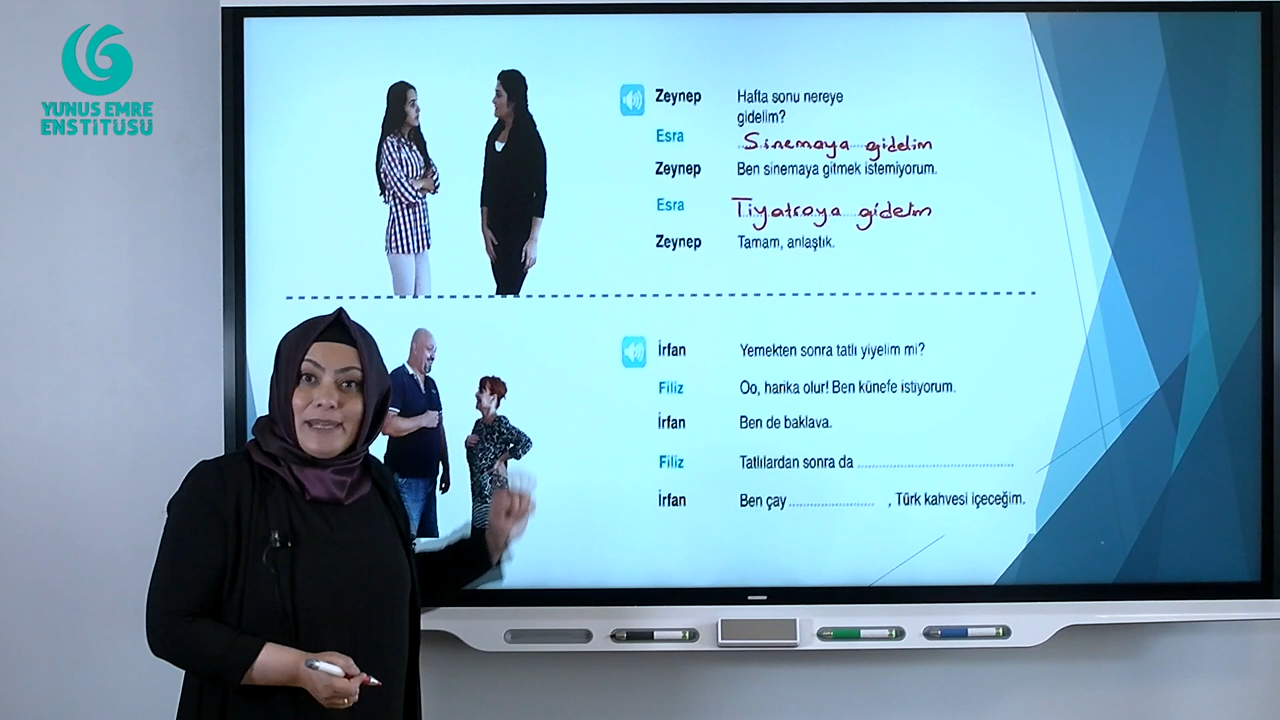 YUNUS EMRE
ENSTİTÜSÜ
Zeynep Hafta sonu nereye
gidelim?
Esra Sinemaya gidelim
Zeynep Ben sinemaya gitmek istemiyorum.
Esra Tiyatroya gidelim
Zeynep Tamam, anlaştık.
İrfan Yemekten sonra tatlı yiyelim mi?
Filiz Oo, harika olur! Ben künefe istiyorum.
İrfan Ben de baklava.
Filiz Tatlılardan sonra da ........................................
İrfan Ben çay ...................... , Türk kahvesi içeceğim.